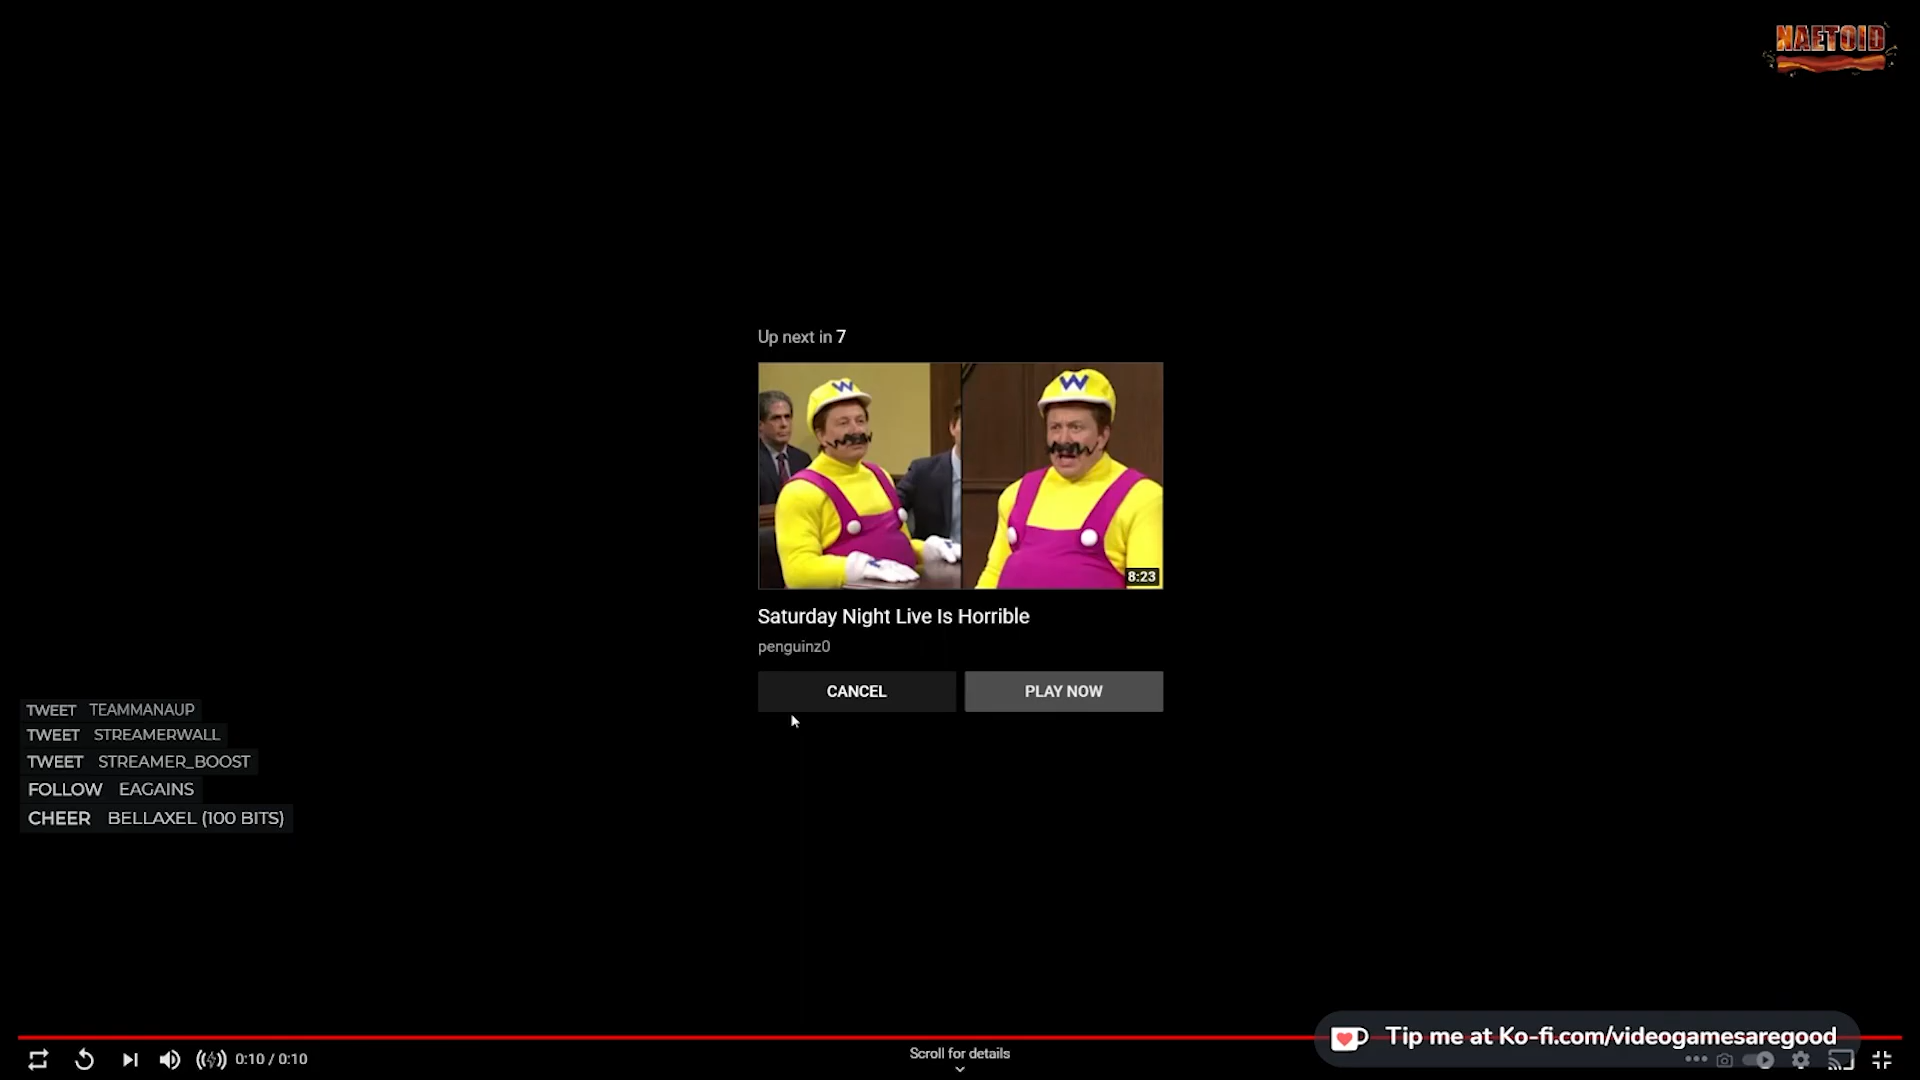 NAETOID
Up next in 7
W
W
8:23
Saturday Night Live Is Horrible
penguinz0
CANCEL
PLAY NOW
TWEET TEAMMANAUP
TWEET STREAMERWALL
TWEET STREAMER_BOOST
FOLLOW EAGAINS
CHEER BELLAXEL (100 BITS)
Tip me at Ko-fi.com/videogamesaregood
0:10 / 0:10
Scroll for details